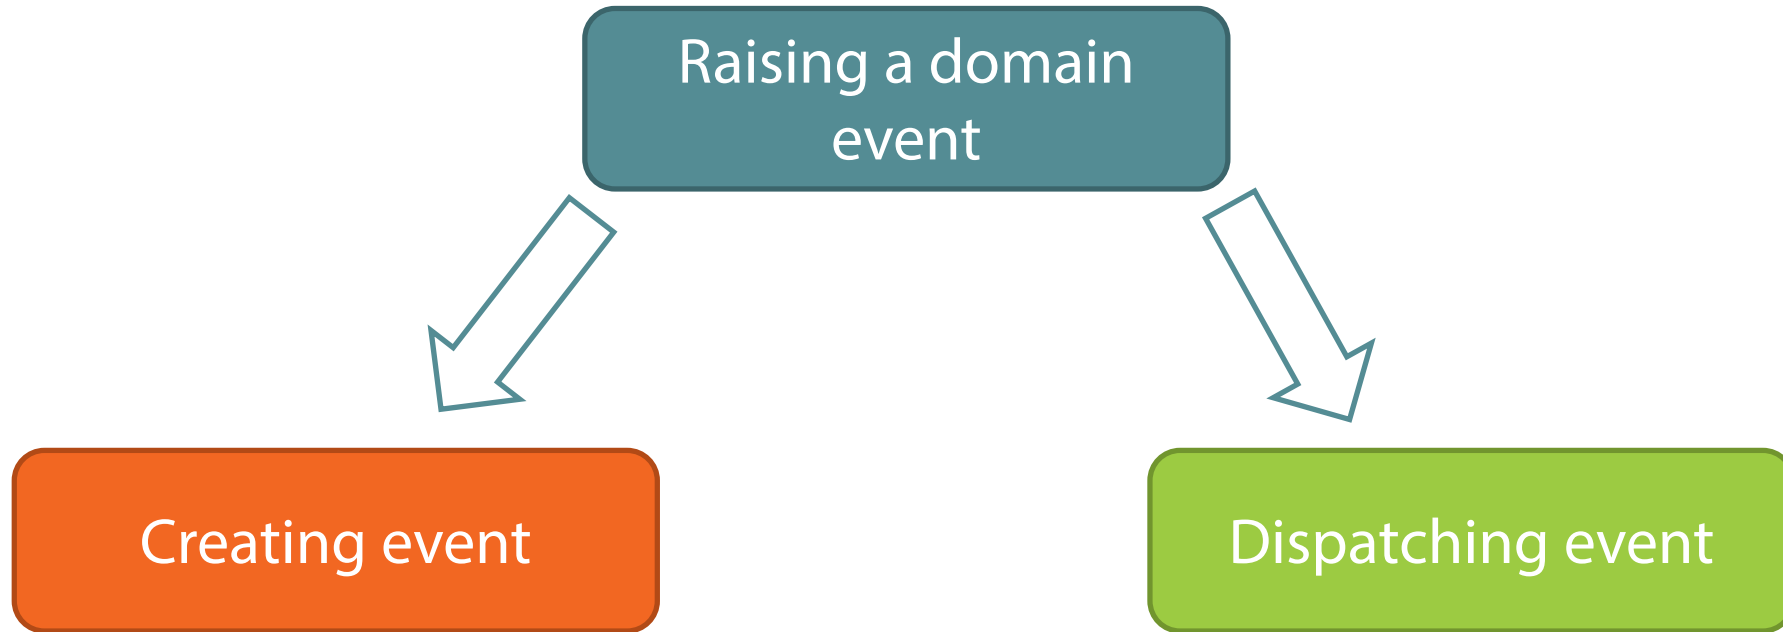 Raising a domain
event
Creating event
Dispatching event